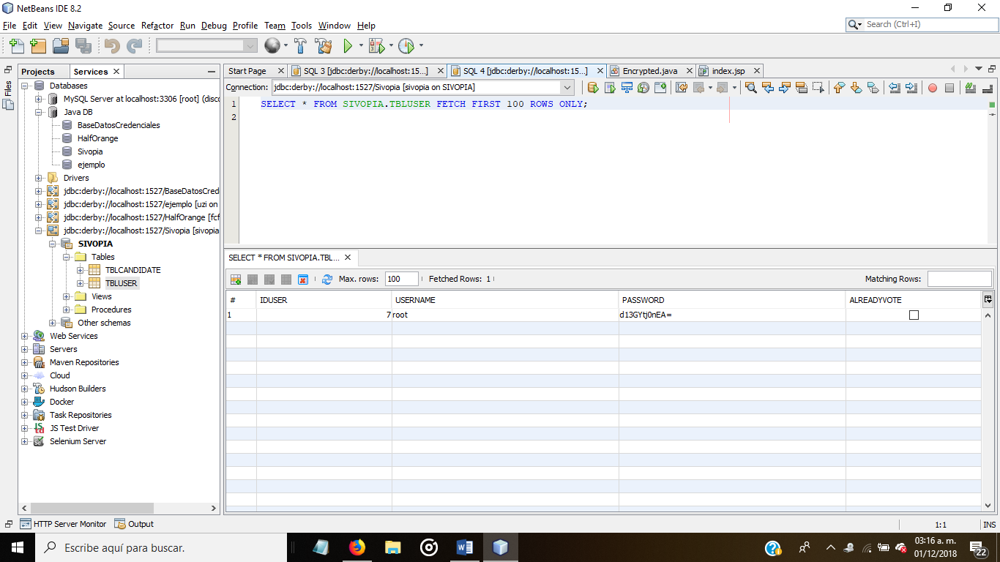 NetBeans IDE 8.2
File Edit View Navigate Source Refactor Run Debug Profile Team Tools Window Help
Search (Ctrl+I)
Files
Projects
Services
Databases
MySQL Server at localhost:3306 [root] (disco
Java DB
BaseDatosCredenciales
HalfOrange
Sivopia
ejemplo
Drivers
jdbc:derby://localhost:1527/BaseDatosCred
jdbc:derby://localhost:1527/ejemplo [uzi on
jdbc:derby://localhost:1527/HalfOrange [fcf
jdbc:derby://localhost:1527/Sivopia [sivopia
SIVOPIA
Tables
TBLCANDIDATE
TBLUSER
Views
Procedures
Other schemas
Web Services
Servers
Maven Repositories
Cloud
Hudson Builders
Docker
Task Repositories
JS Test Driver
Selenium Server
Start Page
SQL 3 [jdbc:derby://localhost:15...]
SQL 4 [jdbc:derby://localhost:15...]
Encrypted.java
index.jsp
Connection: jdbc:derby://localhost:1527/Sivopia [sivopia on SIVOPIA]
1 SELECT * FROM SIVOPIA.TBLUSER FETCH FIRST 100 ROWS ONLY;
2
SELECT * FROM SIVOPIA.TBL...
Max. rows: 100 Fetched Rows: 1 Matching Rows:
# IDUSER USERNAME PASSWORD ALREADYVOTE
1 7 root d13GYtj0nEA=
HTTP Server Monitor Output
1:1 INS
Escribe aquí para buscar.
03:16 a. m.
01/12/2018
22